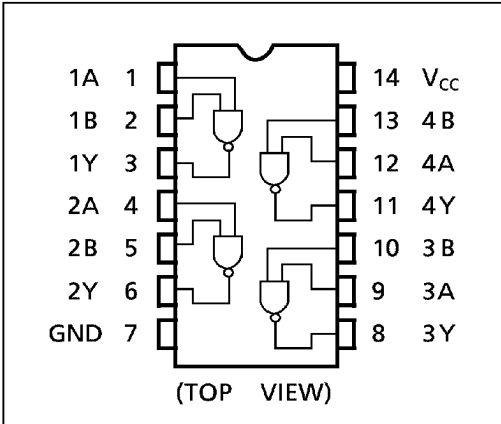 1A 1 14 VCC
1B 2 13 4B
1Y 3 12 4A
2A 4 11 4Y
2B 5 10 3B
2Y 6 9 3A
GND 7 8 3Y
(TOP VIEW)